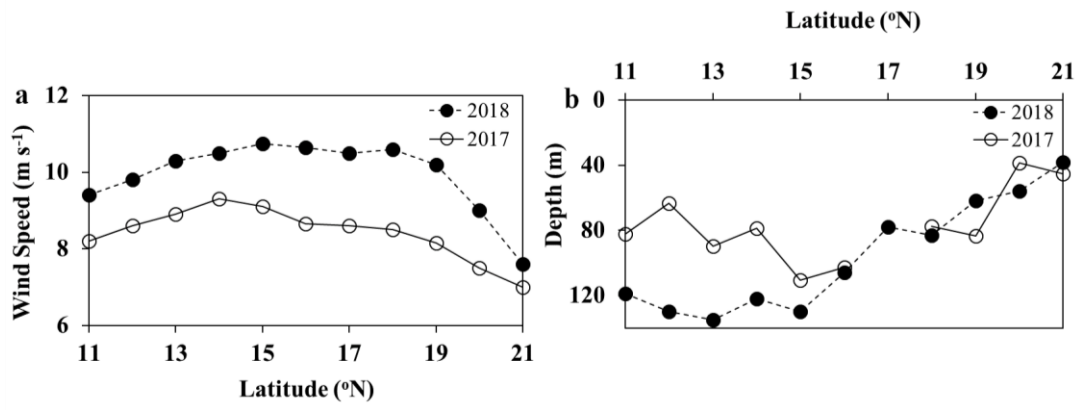 a
12
10
8
6
Wind Speed (m s-1)
2018
2017
11 13 15 17 19 21
Latitude (oN)
Latitude (oN)
11 13 15 17 19 21
b
0
40
80
120
Depth (m)
2018
2017